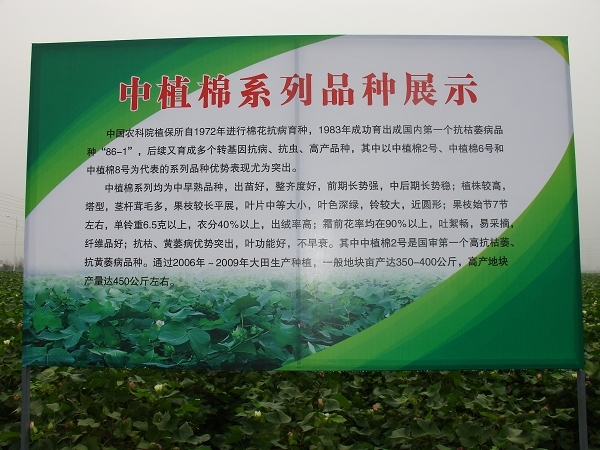 中植棉系列品种展示
中国农科院植保所自1972年进行棉花抗病育种，1983年成功育出成国内第一个抗枯萎病品
种“86-1”，后续又育成多个转基因抗病、抗虫、高产品种，其中以中植棉2号、中植棉6号和
中植棉8号为代表的系列品种优势表现尤为突出。
中植棉系列均为中早熟品种，出苗好，整齐度好，前期长势强，中后期长势稳；植株较高，
塔型，茎杆茸毛多，果枝较长平展，叶片中等大小，叶色深绿，铃较大，近圆形；果枝始节7节
左右，单铃重6.5克以上，衣分40%以上，出绒率高；霜前花率均在90%以上，吐絮畅，易采摘，
纤维品好；抗枯、黄萎病优势突出，叶功能好，不早衰。其中中植棉2号是国审第一个高抗枯萎、
抗黄萎病品种。通过2006年－2009年大田生产种植，一般地块亩产达350-400公斤，高产地块
产量达450公斤左右。